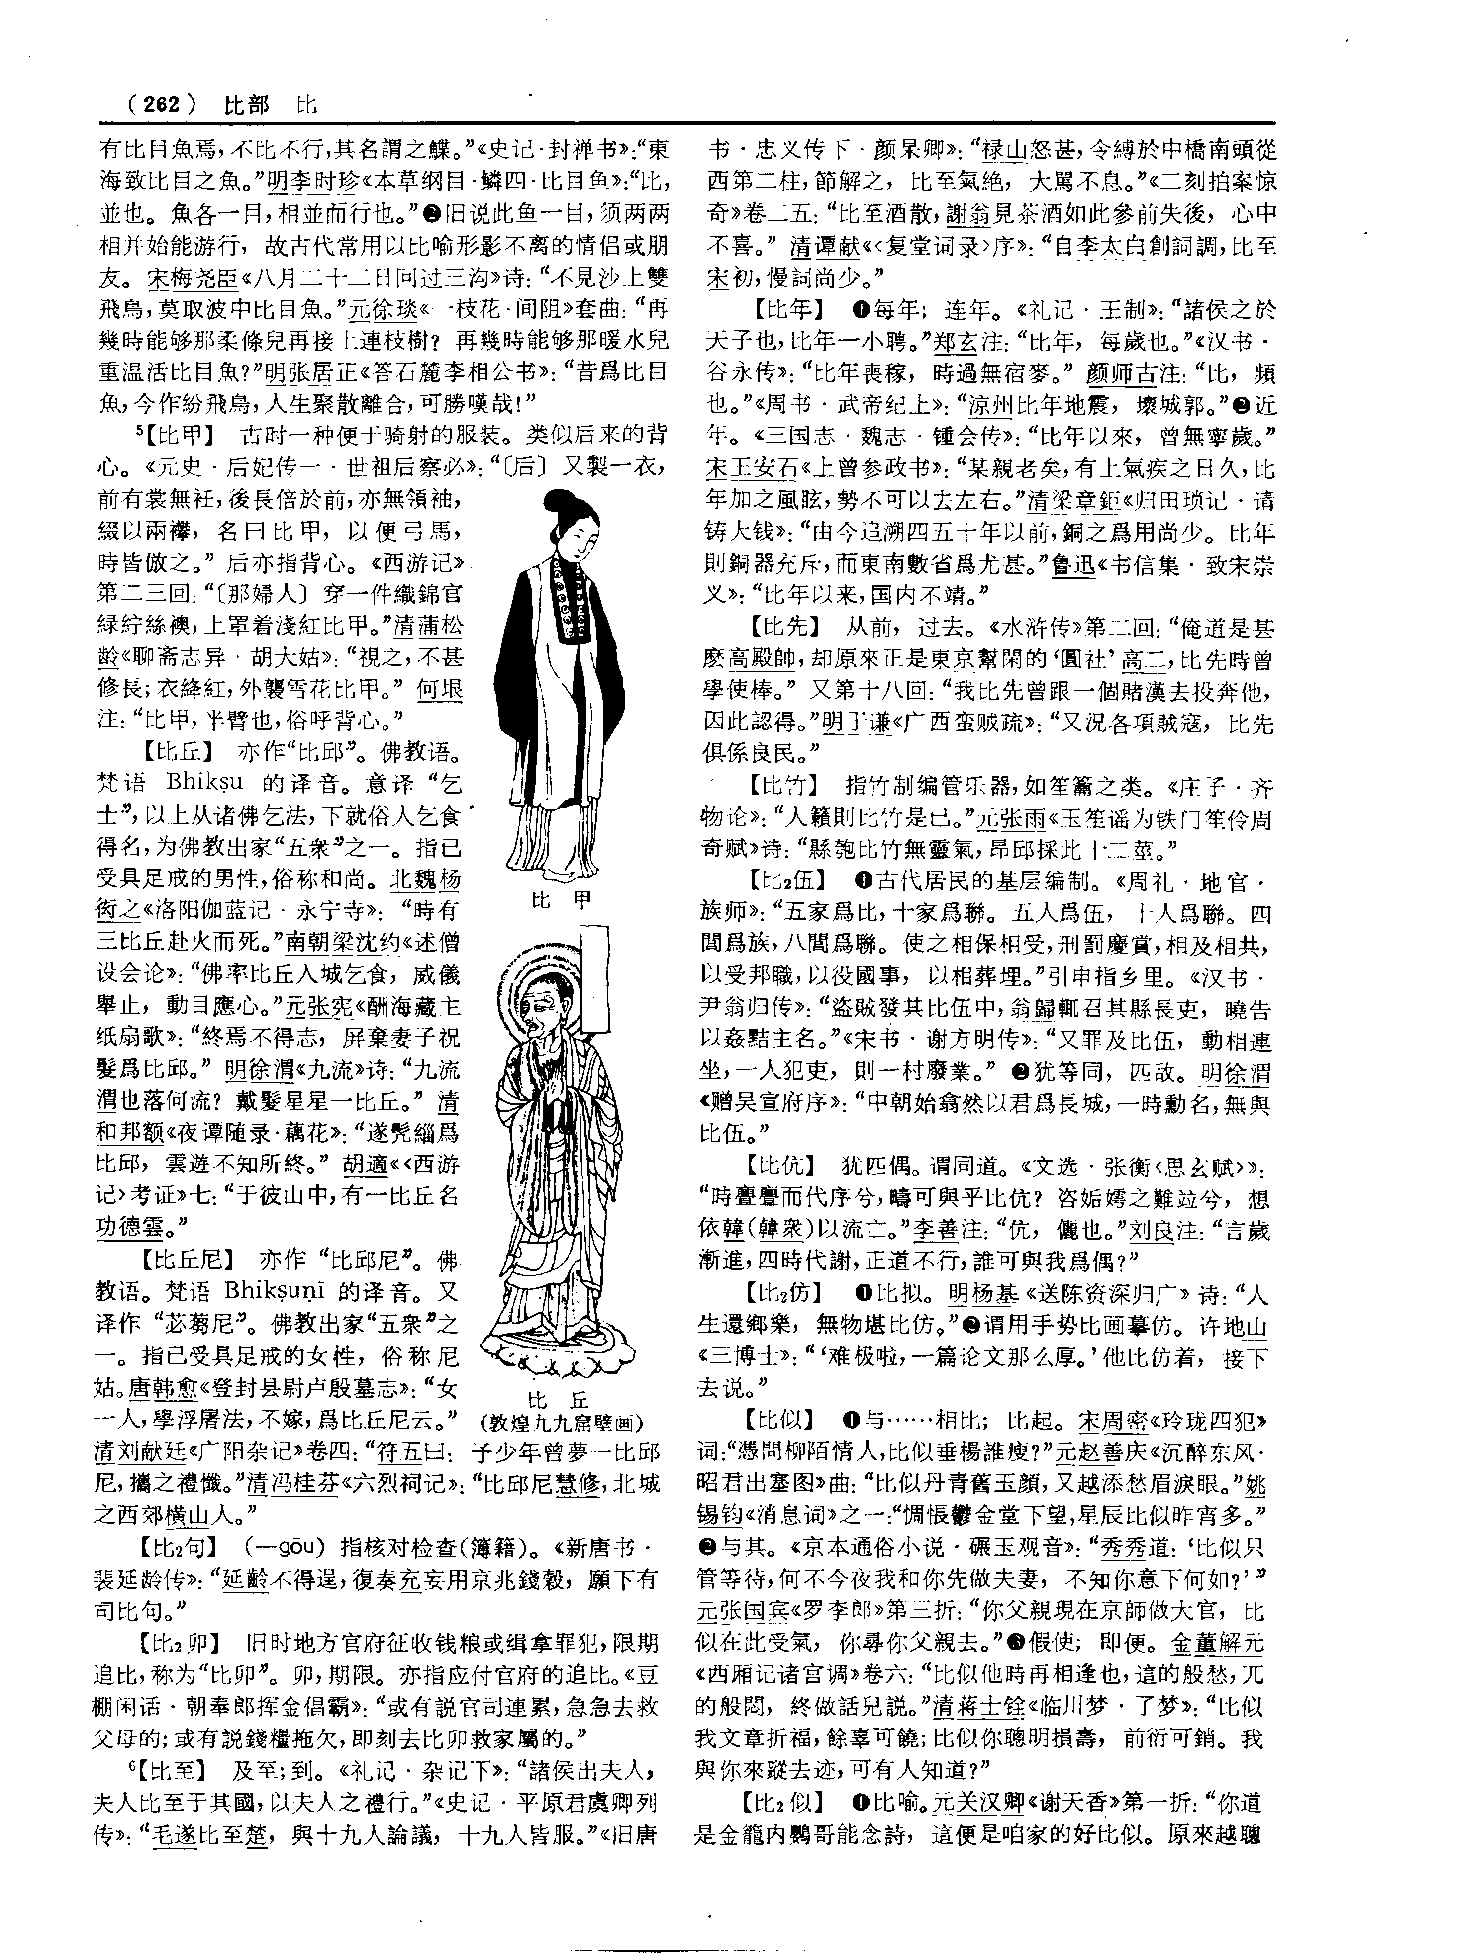 （262） 比部 比
有比目魚焉，不比不行，其名謂之鰈。”《史记·封禅书》：“東
海致比目之魚。”明李时珍《本草纲目·鳞四·比目鱼》：“比，
並也。魚各一目，相並而行也。”❷旧说此鱼一目，须两两
相并始能游行，故古代常用以比喻形影不离的情侣或朋
友。宋梅尧臣《八月二十二日回过三沟》诗：“不見沙上雙
飛鳥，莫取波中比目魚。”元徐琰《一枝花·间阻》套曲：“再
幾時能够那柔條兒再接上連枝樹？再幾時能够那暖水兒
重温活比目魚？”明张居正《答石麓李相公书》：“昔爲比目
魚，今作紛飛鳥，人生聚散離合，可勝嘆哉！”
5【比甲】 古时一种便于骑射的服装。类似后来的背
心。《元史·后妃传一·世祖后察必》：“〔后〕又製一衣，
前有裳無衽，後長倍於前，亦無領袖，
綴以兩襻，名曰比甲，以便弓馬，
時皆倣之。”后亦指背心。《西游记》
第二三回：“〔那婦人〕穿一件織錦官
緑紵絲襖，上罩着淺紅比甲。”清蒲松
龄《聊斋志异·胡大姑》：“視之，不甚
修長；衣絳紅，外襲雪花比甲。”何垠
注：“比甲，半臂也，俗呼背心。”
【比丘】 亦作“比邱”。佛教语。
梵语 Bhikṣu 的译音。意译“乞
士”，以上从诸佛乞法，下就俗人乞食
得名，为佛教出家“五衆”之一。指已
受具足戒的男性，俗称和尚。北魏杨
衒之《洛阳伽蓝记·永宁寺》：“時有
三比丘赴火而死。”南朝梁沈约《述僧
设会论》：“佛率比丘入城乞食，威儀
舉止，動目應心。”元张宪《酬海藏主
纸扇歌》：“終焉不得志，屏棄妻子祝
髮爲比邱。”明徐渭《九流》诗：“九流
渭也落何流？戴髮星星一比丘。”清
和邦额《夜谭随录·藕花》：“遂髡緇爲
比邱，雲遊不知所終。”胡適《〈西游
记〉考证》七：“于彼山中，有一比丘名
功德雲。”
【比丘尼】 亦作“比邱尼”。佛
教语。梵语 Bhikṣuṇī 的译音。又
译作“苾蒭尼”。佛教出家“五衆”之
一。指已受具足戒的女性，俗称尼
姑。唐韩愈《登封县尉卢殷墓志》：“女
一人，學浮屠法，不嫁，爲比丘尼云。”
清刘献廷《广阳杂记》卷四：“符五曰：子少年曾夢一比邱
尼，攜之禮懺。”清冯桂芬《六烈祠记》：“比邱尼慧修，北城
之西郊横山人。”
【比₂句】 （—gōu）指核对检查（簿籍）。《新唐书·
裴延龄传》：“延齡不得逞，復奏充妄用京兆錢穀，願下有
司比句。”
【比₂卯】 旧时地方官府征收钱粮或缉拿罪犯，限期
追比，称为“比卯”。卯，期限。亦指应付官府的追比。《豆
棚闲话·朝奉郎挥金倡霸》：“或有説官司連累，急急去救
父母的；或有説錢糧拖欠，即刻去比卯救家屬的。”
6【比至】 及至；到。《礼记·杂记下》：“諸侯出夫人，
夫人比至于其國，以夫人之禮行。”《史记·平原君虞卿列
传》：“毛遂比至楚，與十九人論議，十九人皆服。”《旧唐
比 甲
比 丘
（敦煌九九窟壁画）
书·忠义传下·颜杲卿》：“禄山怒甚，令縛於中橋南頭從
西第二柱，節解之，比至氣絶，大駡不息。”《二刻拍案惊
奇》卷二五：“比至酒散，謝翁見茶酒如此參前失後，心中
不喜。”清谭献《〈复堂词录〉序》：“自李太白創詞調，比至
宋初，慢詞尚少。”
【比年】 ❶每年；连年。《礼记·王制》：“諸侯之於
天子也，比年一小聘。”郑玄注：“比年，每歲也。”《汉书·
谷永传》：“比年喪稼，時過無宿麥。”颜师古注：“比，頻
也。”《周书·武帝纪上》：“涼州比年地震，壞城郭。”❷近
年。《三国志·魏志·锺会传》：“比年以來，曾無寧歲。”
宋王安石《上曾参政书》：“某親老矣，有上氣疾之日久，比
年加之風眩，勢不可以去左右。”清梁章鉅《归田琐记·请
铸大钱》：“由今追溯四五十年以前，銅之爲用尚少。比年
則銅器充斥，而東南數省爲尤甚。”鲁迅《书信集·致宋崇
义》：“比年以来，国内不靖。”
【比先】 从前，过去。《水浒传》第二回：“俺道是甚
麽高殿帥，却原來正是東京幫閑的‘圓社’高二，比先時曾
學使棒。”又第十八回：“我比先曾跟一個賭漢去投奔他，
因此認得。”明于谦《广西蛮贼疏》：“又况各項賊寇，比先
俱係良民。”
【比竹】 指竹制编管乐器，如笙籥之类。《庄子·齐
物论》：“人籟則比竹是已。”元张雨《玉笙谣为铁门笙伶周
奇赋》诗：“縣匏比竹無靈氣，昂邱採此十二莖。”
【比₂伍】 ❶古代居民的基层编制。《周礼·地官·
族师》：“五家爲比，十家爲聯。五人爲伍，十人爲聯。四
閭爲族，八閭爲聯。使之相保相受，刑罰慶賞，相及相共，
以受邦職，以役國事，以相葬埋。”引申指乡里。《汉书·
尹翁归传》：“盜賊發其比伍中，翁歸輒召其縣長吏，曉告
以姦黠主名。”《宋书·谢方明传》：“又罪及比伍，動相連
坐，一人犯吏，則一村廢業。”❷犹等同，匹敌。明徐渭
《赠吴宣府序》：“中朝始翕然以君爲長城，一時勳名，無與
比伍。”
【比伉】 犹匹偶。谓同道。《文选·张衡〈思玄赋〉》：
“時亹亹而代序兮，疇可與乎比伉？咨妬嫮之難竝兮，想
依韓（韓衆）以流亡。”李善注：“伉，儷也。”刘良注：“言歲
漸進，四時代謝，正道不行，誰可與我爲偶？”
【比₂仿】 ❶比拟。明杨基《送陈资深归广》诗：“人
生還鄉樂，無物堪比仿。”❷谓用手势比画摹仿。许地山
《三博士》：“‘难极啦，一篇论文那么厚。’他比仿着，接下
去说。”
【比似】 ❶与……相比；比起。宋周密《玲珑四犯》
词：“憑問柳陌情人，比似垂楊誰瘦？”元赵善庆《沉醉东风·
昭君出塞图》曲：“比似丹青舊玉顔，又越添愁眉淚眼。”姚
锡钧《消息词》之一：“惆悵鬱金堂下望，星辰比似昨宵多。”
❷与其。《京本通俗小说·碾玉观音》：“秀秀道：‘比似只
管等待，何不今夜我和你先做夫妻，不知你意下何如？’”
元张国宾《罗李郎》第三折：“你父親現在京師做大官，比
似在此受氣，你尋你父親去。”❸假使；即便。金董解元
《西厢记诸宫调》卷六：“比似他時再相逢也，這的般愁，兀
的般悶，終做話兒説。”清蒋士铨《临川梦·了梦》：“比似
我文章折福，餘辜可饒；比似你聰明損壽，前衍可銷。我
與你來蹤去迹，可有人知道？”
【比₂似】 ❶比喻。元关汉卿《谢天香》第一折：“你道
是金籠内鸚哥能念詩，這便是咱家的好比似。原來越聰